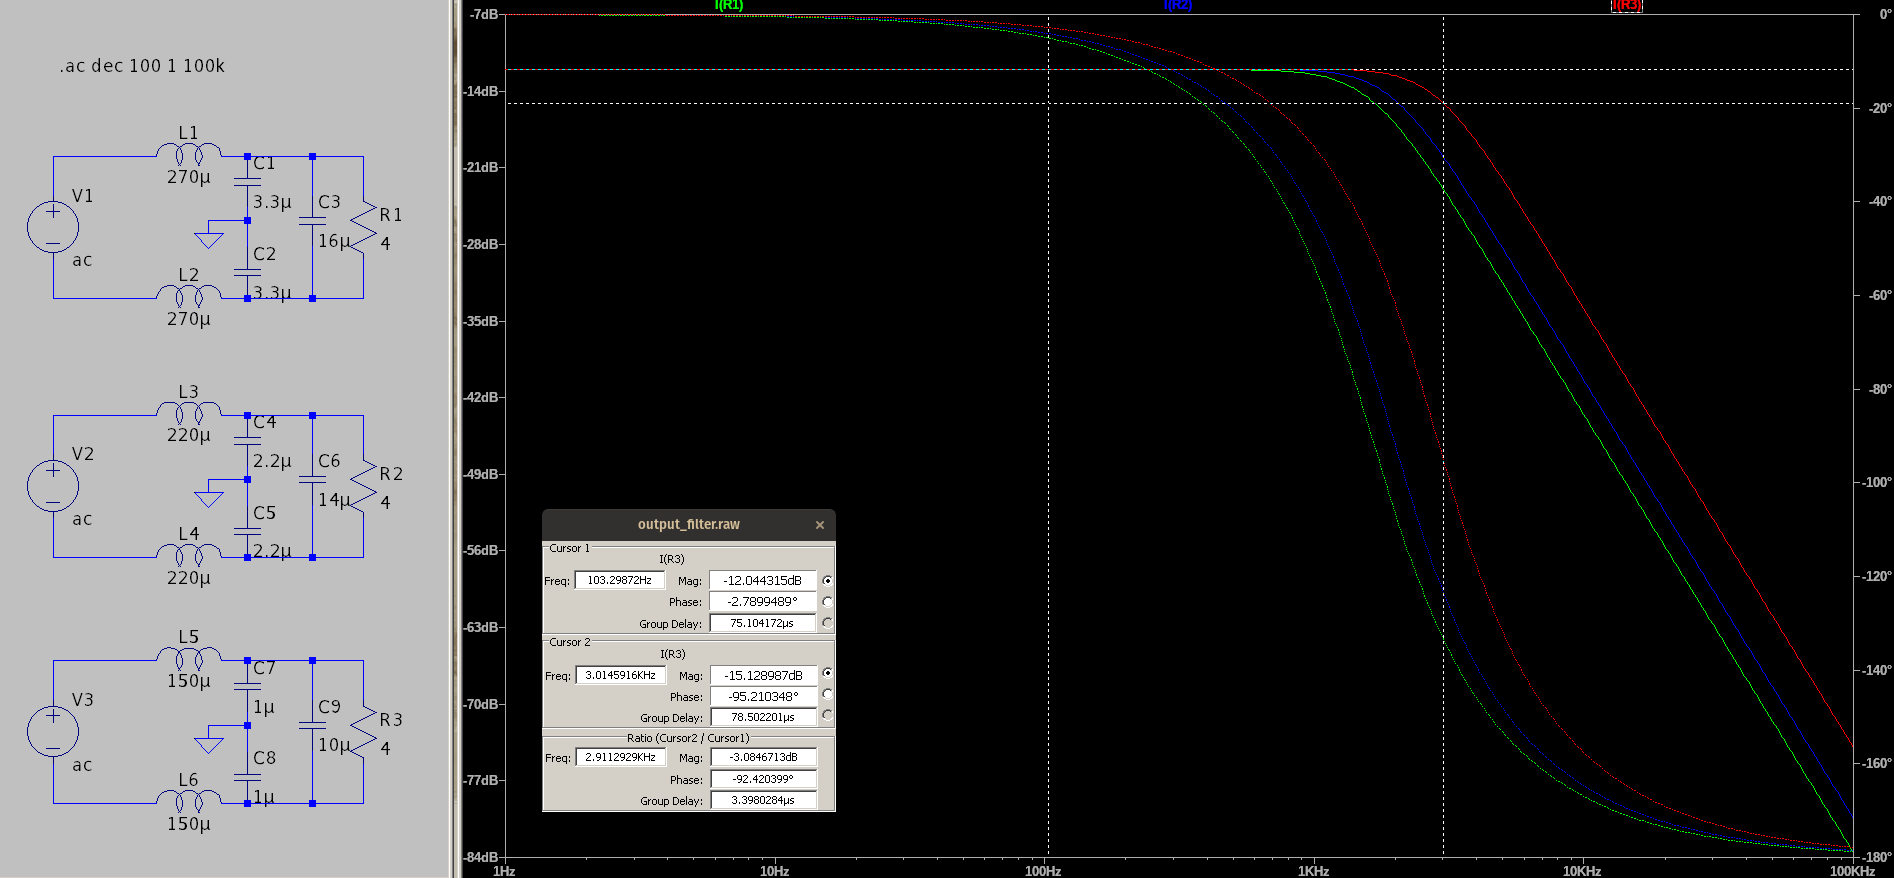 .ac dec 100 1 100k
L1
270µ
V1
ac
C1
3.3µ
C3
16µ
R1
4
C2
3.3µ
L2
270µ
L3
220µ
V2
ac
C4
2.2µ
C6
14µ
R2
4
C5
2.2µ
L4
220µ
L5
150µ
V3
ac
C7
1µ
C9
10µ
R3
4
C8
1µ
L6
150µ
I(R1) I(R2) I(R3)
-7dB
-14dB
-21dB
-28dB
-35dB
-42dB
-49dB
-56dB
-63dB
-70dB
-77dB
-84dB
0°
-20°
-40°
-60°
-80°
-100°
-120°
-140°
-160°
-180°
1Hz 10Hz 100Hz 1KHz 10KHz 100KHz
output_filter.raw ×
Cursor 1
I(R3)
Freq: 103.29872Hz Mag: -12.044315dB
Phase: -2.7899489°
Group Delay: 75.104172µs
Cursor 2
I(R3)
Freq: 3.0145916KHz Mag: -15.128987dB
Phase: -95.210348°
Group Delay: 78.502201µs
Ratio (Cursor2 / Cursor1)
Freq: 2.9112929KHz Mag: -3.0846713dB
Phase: -92.420399°
Group Delay: 3.3980284µs